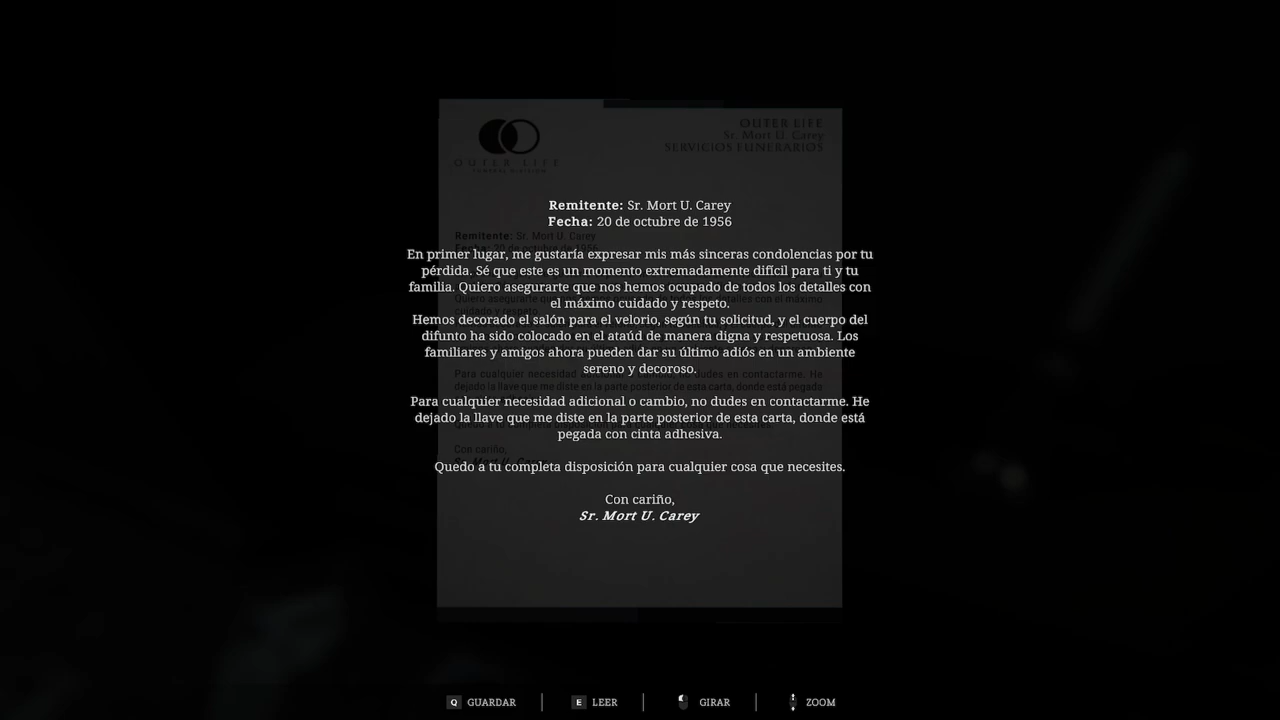 OUTER LIFE
Sr. Mort U. Carey
SERVICIOS FUNERARIOS
OUTER LIFE
Remitente: Sr. Mort U. Carey
Fecha: 20 de octubre de 1956
En primer lugar, me gustaría expresar mis más sinceras condolencias por tu
pérdida. Sé que este es un momento extremadamente difícil para ti y tu
familia. Quiero asegurarte que nos hemos ocupado de todos los detalles con
el máximo cuidado y respeto.
Hemos decorado el salón para el velorio, según tu solicitud, y el cuerpo del
difunto ha sido colocado en el ataúd de manera digna y respetuosa. Los
familiares y amigos ahora pueden dar su último adiós en un ambiente
sereno y decoroso.
Para cualquier necesidad adicional o cambio, no dudes en contactarme. He
dejado la llave que me diste en la parte posterior de esta carta, donde está
pegada con cinta adhesiva.
Quedo a tu completa disposición para cualquier cosa que necesites.
Con cariño,
Sr. Mort U. Carey
Q GUARDAR
E LEER
GIRAR
ZOOM